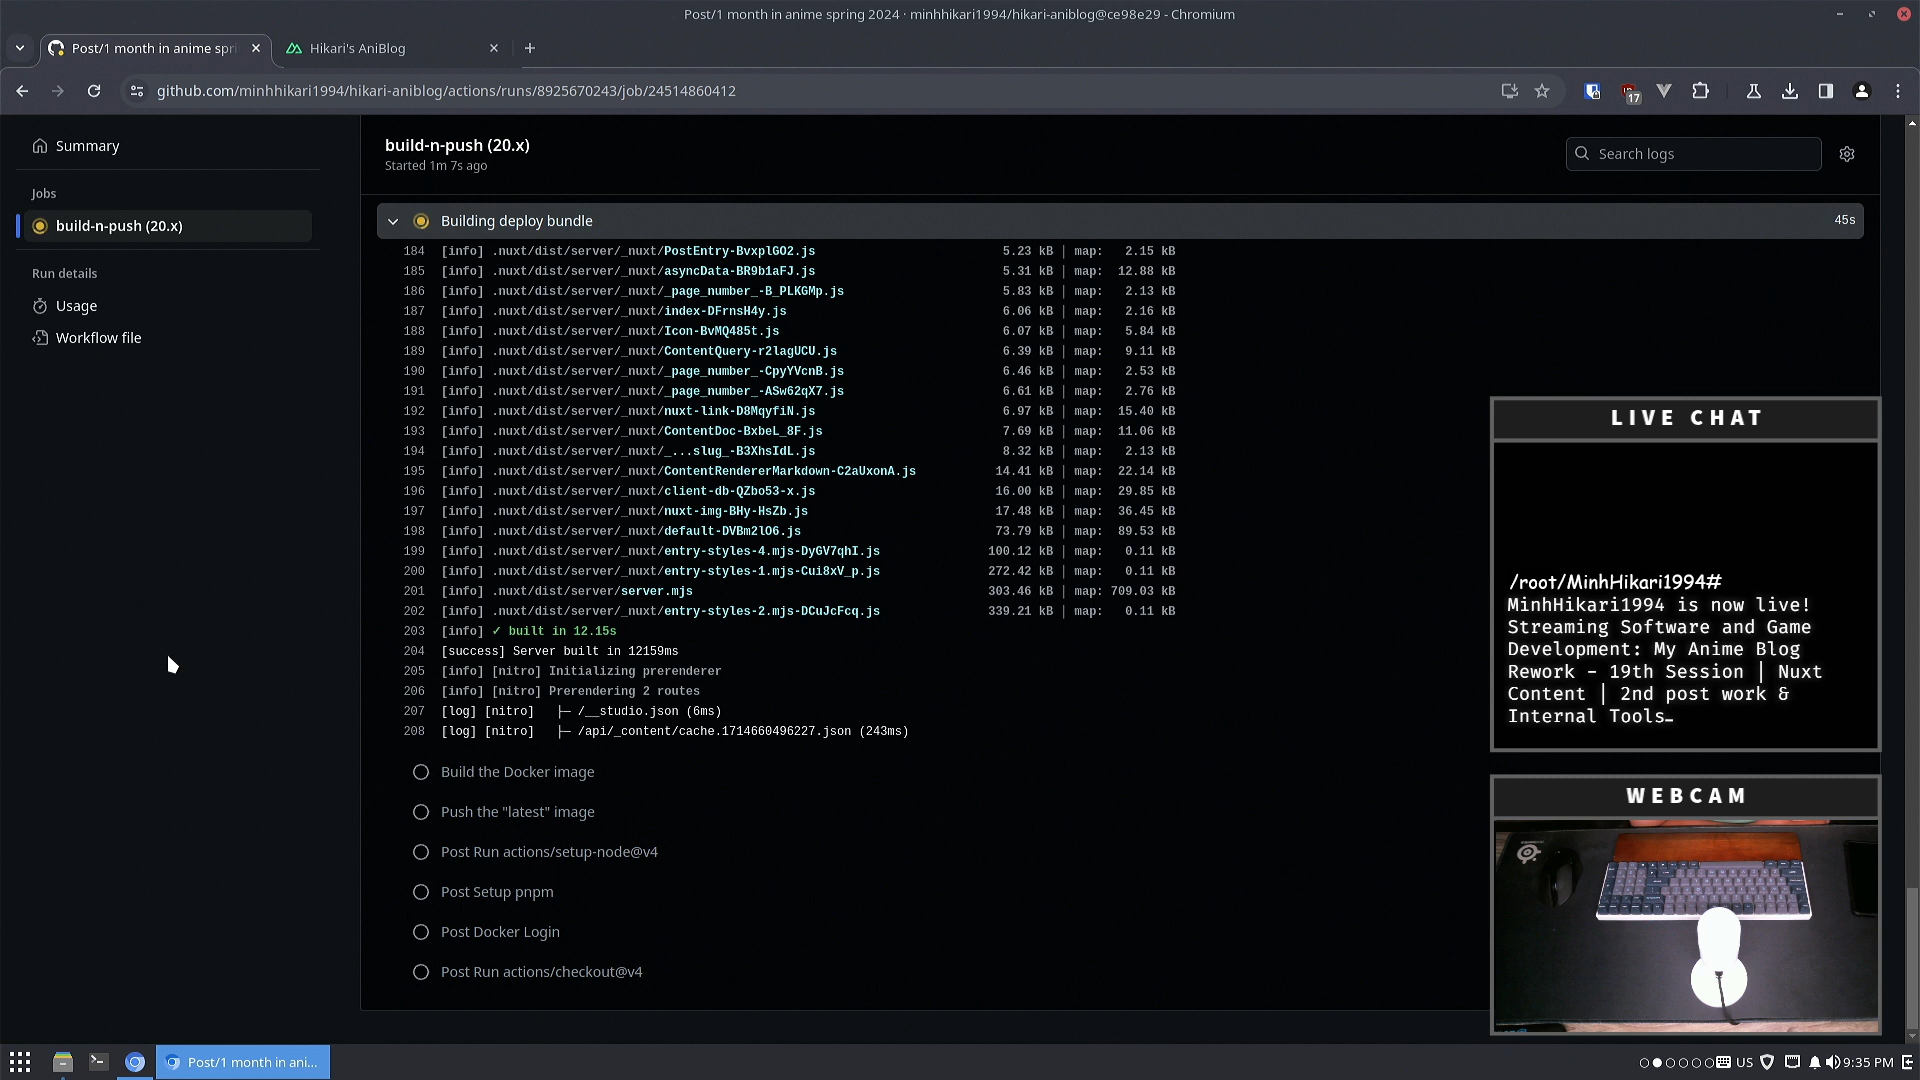 Post/1 month in anime spring 2024 · minhhikari1994/hikari-aniblog@ce98e29 - Chromium
Post/1 month in anime spri
Hikari's AniBlog
github.com/minhhikari1994/hikari-aniblog/actions/runs/8925670243/job/24514860412
17
Summary
Jobs
build-n-push (20.x)
Run details
Usage
Workflow file
build-n-push (20.x)
Started 1m 7s ago
Search logs
Building deploy bundle 45s
184 [info] .nuxt/dist/server/_nuxt/PostEntry-BvxplGO2.js 5.23 kB | map: 2.15 kB
185 [info] .nuxt/dist/server/_nuxt/asyncData-BR9b1aFJ.js 5.31 kB | map: 12.88 kB
186 [info] .nuxt/dist/server/_nuxt/_page_number_-B_PLKGMp.js 5.83 kB | map: 2.13 kB
187 [info] .nuxt/dist/server/_nuxt/index-DFrnsH4y.js 6.06 kB | map: 2.16 kB
188 [info] .nuxt/dist/server/_nuxt/Icon-BvMQ485t.js 6.07 kB | map: 5.84 kB
189 [info] .nuxt/dist/server/_nuxt/ContentQuery-r2lagUCU.js 6.39 kB | map: 9.11 kB
190 [info] .nuxt/dist/server/_nuxt/_page_number_-CpyYVcnB.js 6.46 kB | map: 2.53 kB
191 [info] .nuxt/dist/server/_nuxt/_page_number_-ASw62qX7.js 6.61 kB | map: 2.76 kB
192 [info] .nuxt/dist/server/_nuxt/nuxt-link-D8MqyfiN.js 6.97 kB | map: 15.40 kB
193 [info] .nuxt/dist/server/_nuxt/ContentDoc-BxbeL_8F.js 7.69 kB | map: 11.06 kB
194 [info] .nuxt/dist/server/_nuxt/_...slug_-B3XhsIdL.js 8.32 kB | map: 2.13 kB
195 [info] .nuxt/dist/server/_nuxt/ContentRendererMarkdown-C2aUxonA.js 14.41 kB | map: 22.14 kB
196 [info] .nuxt/dist/server/_nuxt/client-db-QZbo53-x.js 16.00 kB | map: 29.85 kB
197 [info] .nuxt/dist/server/_nuxt/nuxt-img-BHy-HsZb.js 17.48 kB | map: 36.45 kB
198 [info] .nuxt/dist/server/_nuxt/default-DVBm2lO6.js 73.79 kB | map: 89.53 kB
199 [info] .nuxt/dist/server/_nuxt/entry-styles-4.mjs-DyGV7qhI.js 100.12 kB | map: 0.11 kB
200 [info] .nuxt/dist/server/_nuxt/entry-styles-1.mjs-Cui8xV_p.js 272.42 kB | map: 0.11 kB
201 [info] .nuxt/dist/server/server.mjs 303.46 kB | map: 709.03 kB
202 [info] .nuxt/dist/server/_nuxt/entry-styles-2.mjs-DCuJcFcq.js 339.21 kB | map: 0.11 kB
203 [info] ✓ built in 12.15s
204 [success] Server built in 12159ms
205 [info] [nitro] Initializing prerenderer
206 [info] [nitro] Prerendering 2 routes
207 [log] [nitro] ├─ /__studio.json (6ms)
208 [log] [nitro] ├─ /api/_content/cache.1714660496227.json (243ms)
Build the Docker image
Push the "latest" image
Post Run actions/setup-node@v4
Post Setup pnpm
Post Docker Login
Post Run actions/checkout@v4
LIVE CHAT
/root/MinhHikari1994#
MinhHikari1994 is now live!
Streaming Software and Game
Development: My Anime Blog
Rework - 19th Session | Nuxt
Content | 2nd post work &
Internal Tools_
WEBCAM
Post/1 month in ani...
US
9:35 PM